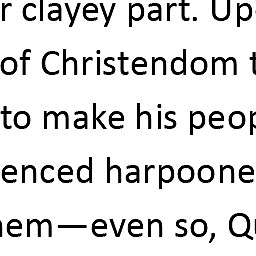 r clayey part. Up
of Christendom t
to make his peop
enced harpoone
hem—even so, Qu